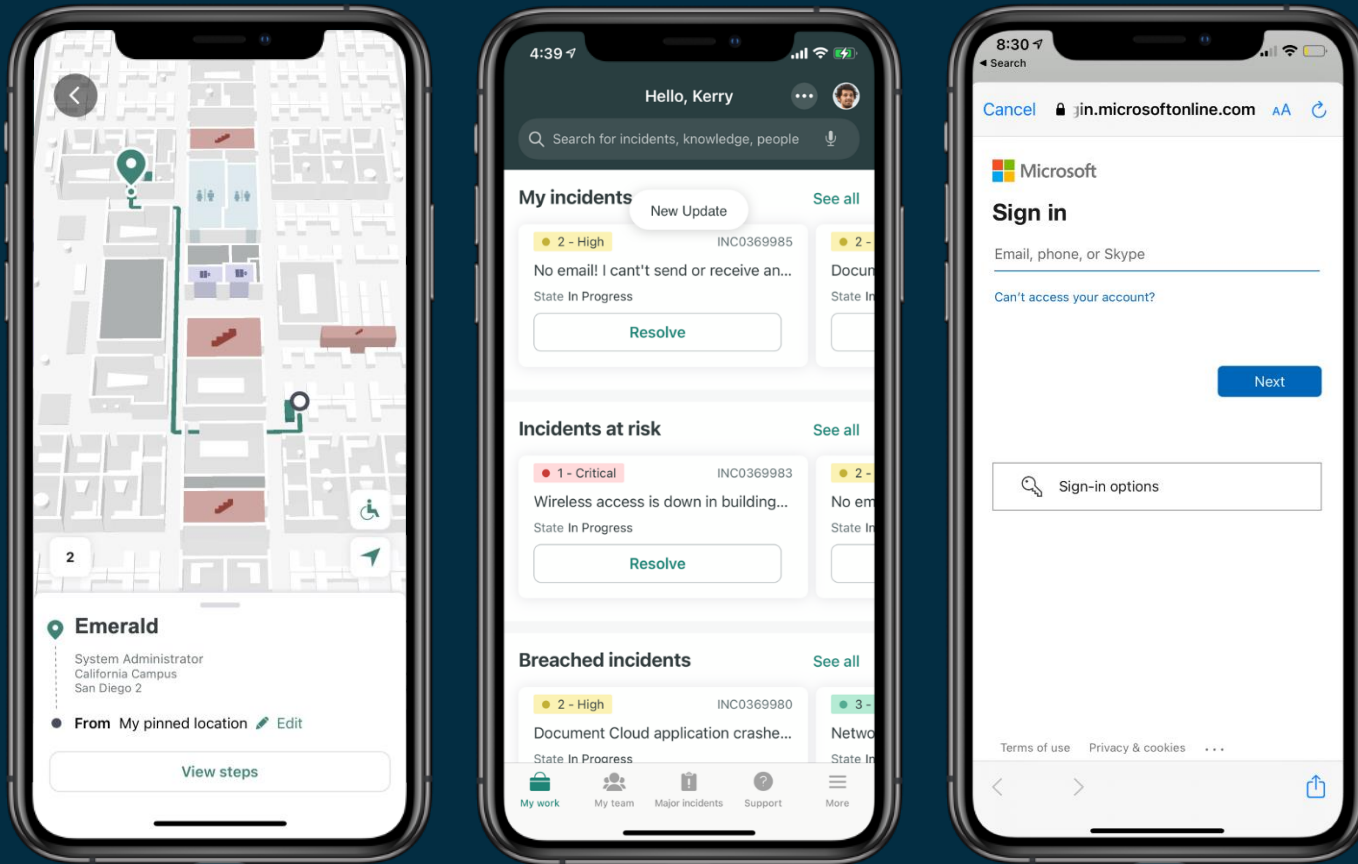 2
Emerald
System Administrator
California Campus
San Diego 2
From My pinned location Edit
View steps
4:39
Hello, Kerry
Search for incidents, knowledge, people
My incidents
See all
New Update
2 - High
INC0369985
2 -
No email! I can't send or receive an...
Docum
State In Progress
State In
Resolve
Incidents at risk
See all
1 - Critical
INC0369983
2 -
Wireless access is down in building...
No em
State In Progress
State In
Resolve
Breached incidents
See all
2 - High
INC0369980
3 -
Document Cloud application crashe...
Netwo
State In Progress
State In
My work
My team
Major incidents
Support
More
8:30
Search
Cancel
gin.microsoftonline.com
AA
Microsoft
Sign in
Email, phone, or Skype
Can't access your account?
Next
Sign-in options
Terms of use
Privacy & cookies
...